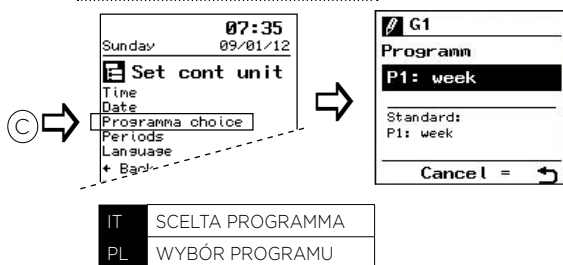 07:35
Sunday 09/01/12
Set cont unit
Time
Date
C Programma choice
Periods
Language
← Back
G1
Programm
P1: week
Standard:
P1: week
Cancel =
IT SCELTA PROGRAMMA
PL WYBÓR PROGRAMU